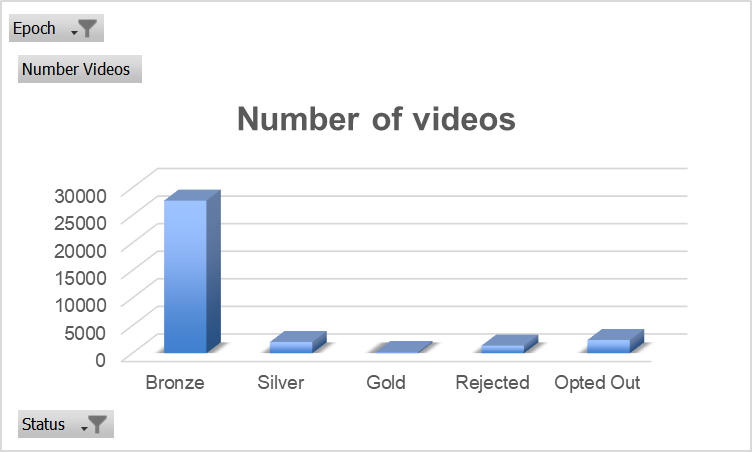 Epoch
Number Videos
Number of videos
30000
25000
20000
15000
10000
5000
0
Bronze Silver Gold Rejected Opted Out
Status